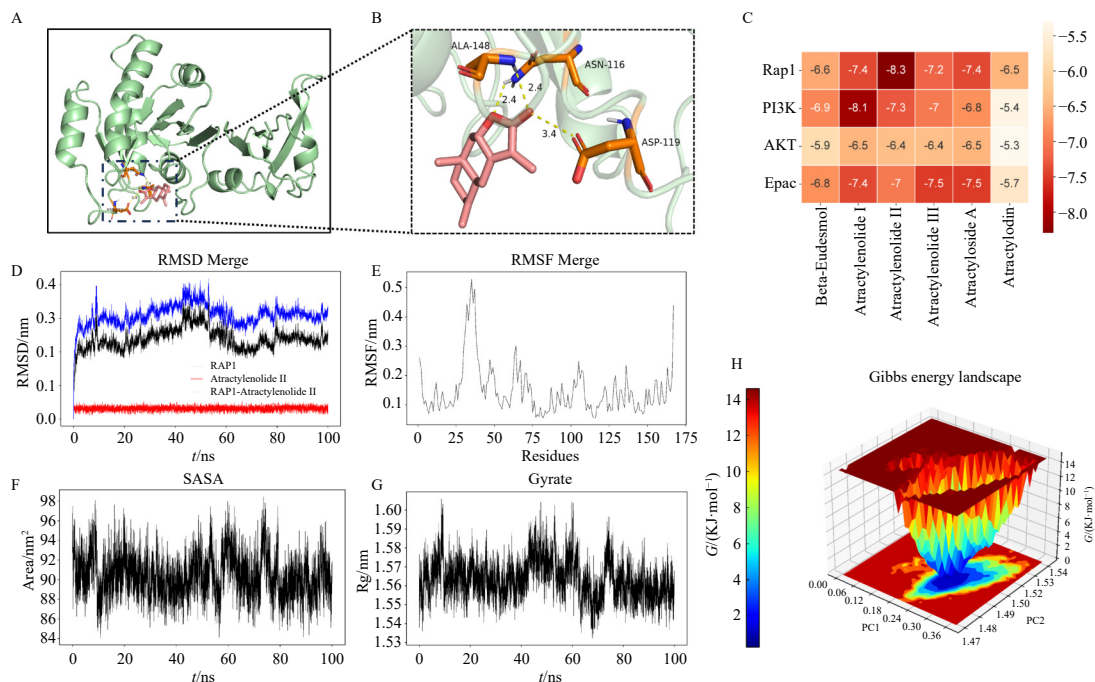 A
B
ALA-148
ASN-116
2.4
2.4
3.4
ASP-119
C
Rap1
PI3K
AKT
Epac
-6.6 -7.4 -8.3 -7.2 -7.4 -6.5
-6.9 -8.1 -7.3 -7 -6.8 -5.4
-5.9 -6.5 -6.4 -6.4 -6.5 -5.3
-6.8 -7.4 -7 -7.5 -7.5 -5.7
Beta-Eudesmol
Atractylenolide I
Atractylenolide II
Atractylenolide III
Atractyloside A
Atractylodin
−5.5
−6.0
−6.5
−7.0
−7.5
−8.0
D
RMSD Merge
RMSD/nm
0.4
0.3
0.1
0.1
0.0
RAP1
Atractylenolide II
RAP1-Atractylenolide II
0 20 40 60 80 100
t/ns
E
RMSF Merge
RMSF/nm
0.5
0.4
0.3
0.2
0.1
0 25 50 75 100 125 150 175
Residues
F
SASA
Area/nm²
98
96
94
92
90
88
86
84
0 20 40 60 80 100
t/ns
G
Gyrate
Rg/nm
1.60
1.58
1.57
1.56
1.55
1.53
0 20 40 60 80 100
t/ns
H
Gibbs energy landscape
G/(KJ·mol⁻¹)
14
12
10
8
6
4
2
G/(KJ·mol⁻¹)
14
12
10
8
6
4
2
0
0.00
0.06
0.12
0.18
0.24
0.30
0.36
PC1
1.47
1.48
1.49
1.50
1.52
1.53
1.54
PC2